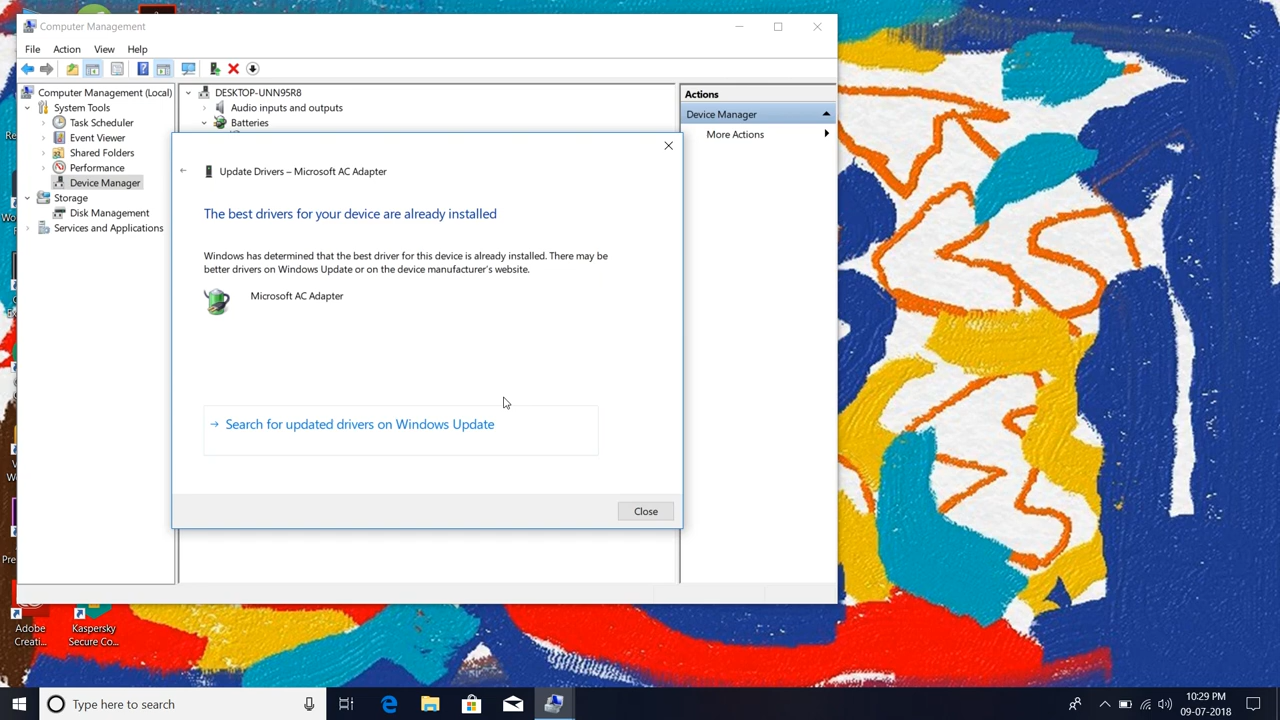 Computer Management
File Action View Help
Computer Management (Local)
System Tools
Task Scheduler
Event Viewer
Shared Folders
Performance
Device Manager
Storage
Disk Management
Services and Applications
DESKTOP-UNN95R8
Audio inputs and outputs
Batteries
Actions
Device Manager
More Actions
Update Drivers – Microsoft AC Adapter
The best drivers for your device are already installed
Windows has determined that the best driver for this device is already installed. There may be
better drivers on Windows Update or on the device manufacturer's website.
Microsoft AC Adapter
Search for updated drivers on Windows Update
Close
Adobe
Creati...
Kaspersky
Secure Co...
Type here to search
10:29 PM
09-07-2018